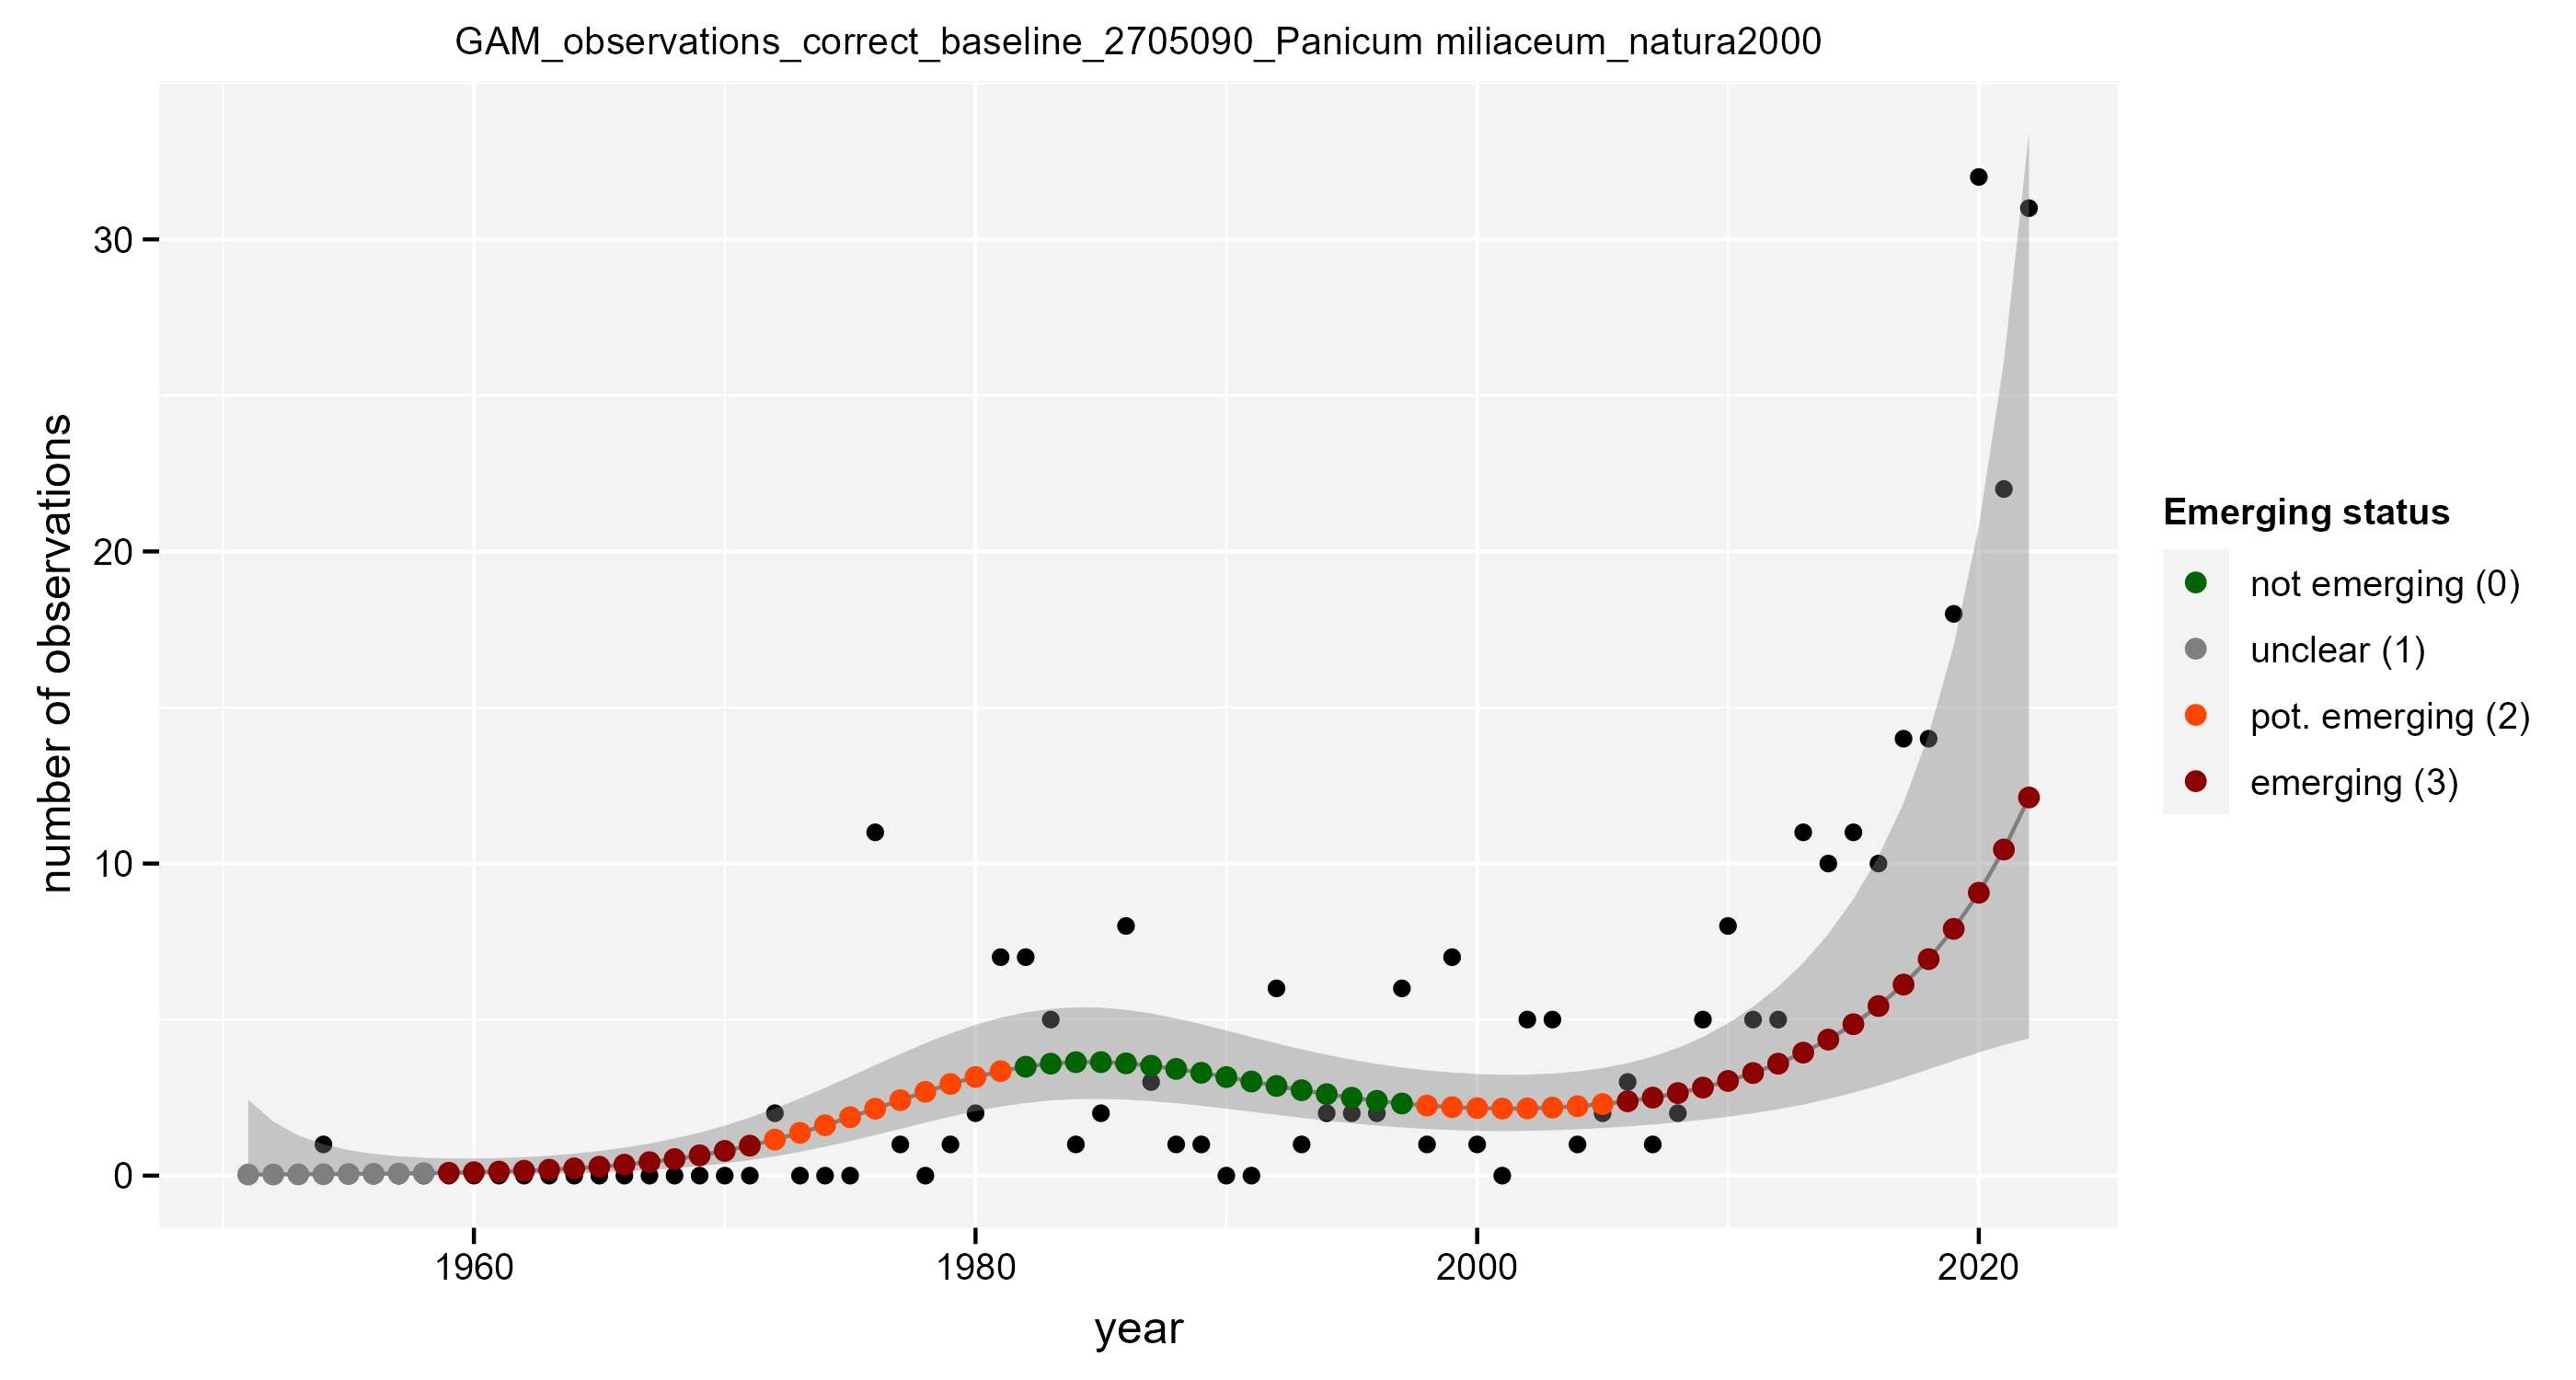 GAM_observations_correct_baseline_2705090_Panicum miliaceum_natura2000
number of observations
30
20
10
0
1960 1980 2000 2020
year
Emerging status
not emerging (0)
unclear (1)
pot. emerging (2)
emerging (3)